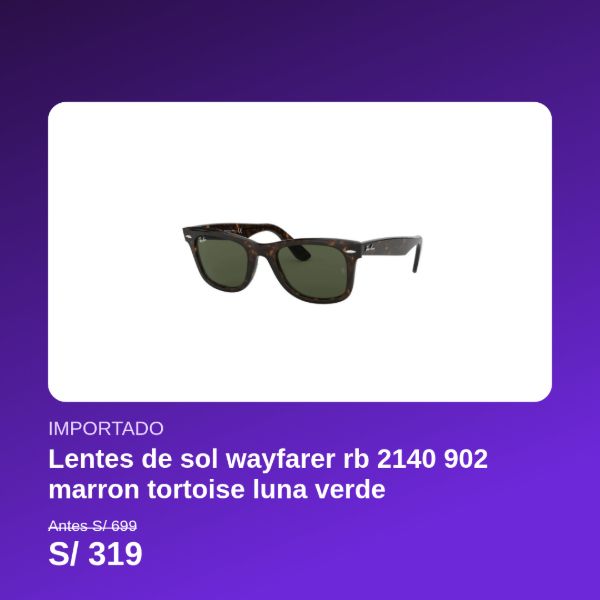 IMPORTADO
Lentes de sol wayfarer rb 2140 902
marron tortoise luna verde
Antes S/ 699
S/ 319